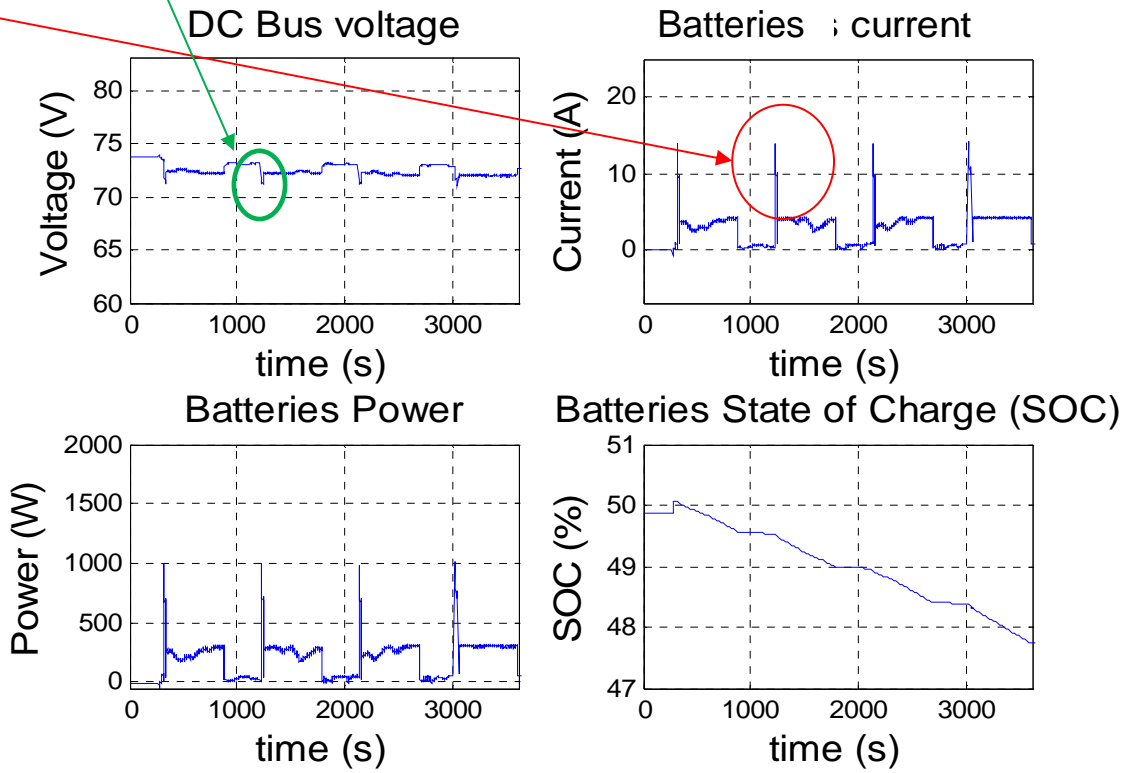 DC Bus voltage
Voltage (V)
80
75
70
65
60
0 1000 2000 3000
time (s)
Batteries current
Current (A)
20
10
0
0 1000 2000 3000
time (s)
Batteries Power
Power (W)
2000
1500
1000
500
0
0 1000 2000 3000
time (s)
Batteries State of Charge (SOC)
SOC (%)
51
50
49
48
47
0 1000 2000 3000
time (s)